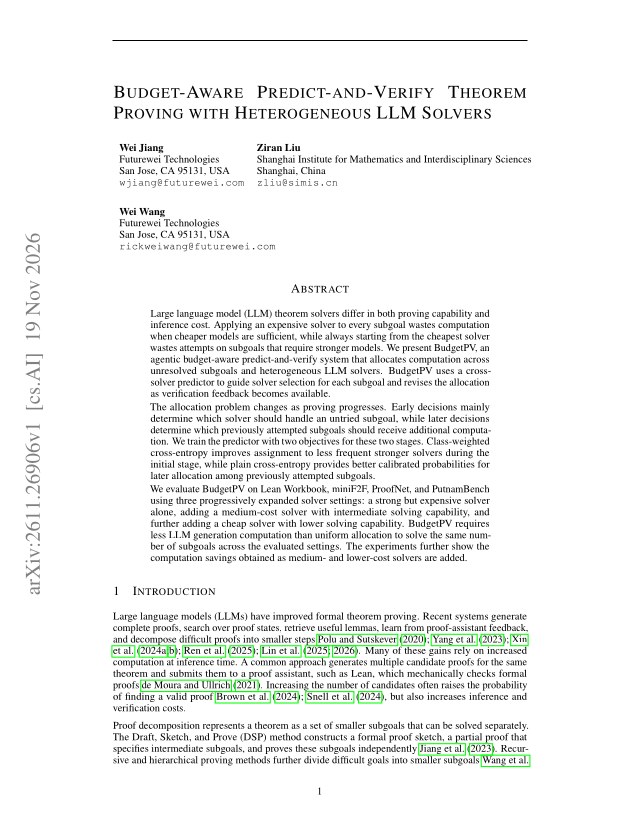 BUDGET-AWARE PREDICT-AND-VERIFY THEOREM
PROVING WITH HETEROGENEOUS LLM SOLVERS
Wei Jiang
Futurewei Technologies
San Jose, CA 95131, USA
wjiang@futurewei.com
Ziran Liu
Shanghai Institute for Mathematics and Interdisciplinary Sciences
Shanghai, China
zliu@simis.cn
Wei Wang
Futurewei Technologies
San Jose, CA 95131, USA
rickweiwang@futurewei.com
ABSTRACT
Large language model (LLM) theorem solvers differ in both proving capability and
inference cost. Applying an expensive solver to every subgoal wastes computation
when cheaper models are sufficient, while always starting from the cheapest solver
wastes attempts on subgoals that require stronger models. We present BudgetPV, an
agentic budget-aware predict-and-verify system that allocates computation across
unresolved subgoals and heterogeneous LLM solvers. BudgetPV uses a cross-
solver predictor to guide solver selection for each subgoal and revises the allocation
as verification feedback becomes available.
The allocation problem changes as proving progresses. Early decisions mainly
determine which solver should handle an untried subgoal, while later decisions
determine which previously attempted subgoals should receive additional computa-
tion. We train the predictor with two objectives for these two stages. Class-weighted
cross-entropy improves assignment to less frequent stronger solvers during the
initial stage, while plain cross-entropy provides better calibrated probabilities for
later allocation among previously attempted subgoals.
We evaluate BudgetPV on Lean Workbook, miniF2F, ProofNet, and PutnamBench
using three progressively expanded solver settings: a strong but expensive solver
alone, adding a medium-cost solver with intermediate solving capability, and
further adding a cheap solver with lower solving capability. BudgetPV requires
less LLM generation computation than uniform allocation to solve the same num-
ber of subgoals across the evaluated settings. The experiments further show the
computation savings obtained as medium- and lower-cost solvers are added.
1 INTRODUCTION
Large language models (LLMs) have improved formal theorem proving. Recent systems generate
complete proofs, search over proof states, retrieve useful lemmas, learn from proof-assistant feedback,
and decompose difficult proofs into smaller steps Polu and Sutskever (2020); Yang et al. (2023); Xin
et al. (2024a;b); Ren et al. (2025); Lin et al. (2025; 2026). Many of these gains rely on increased
computation at inference time. A common approach generates multiple candidate proofs for the same
theorem and submits them to a proof assistant, such as Lean, which mechanically checks formal
proofs de Moura and Ullrich (2021). Increasing the number of candidates often raises the probability
of finding a valid proof Brown et al. (2024); Snell et al. (2024), but also increases inference and
verification costs.
Proof decomposition represents a theorem as a set of smaller subgoals that can be solved separately.
The Draft, Sketch, and Prove (DSP) method constructs a formal proof sketch, a partial proof that
specifies intermediate subgoals, and proves these subgoals independently Jiang et al. (2023). Recur-
sive and hierarchical proving methods further divide difficult goals into smaller subgoals Wang et al.
1
arXiv:2611.26906v1 [cs.AI] 19 Nov 2026